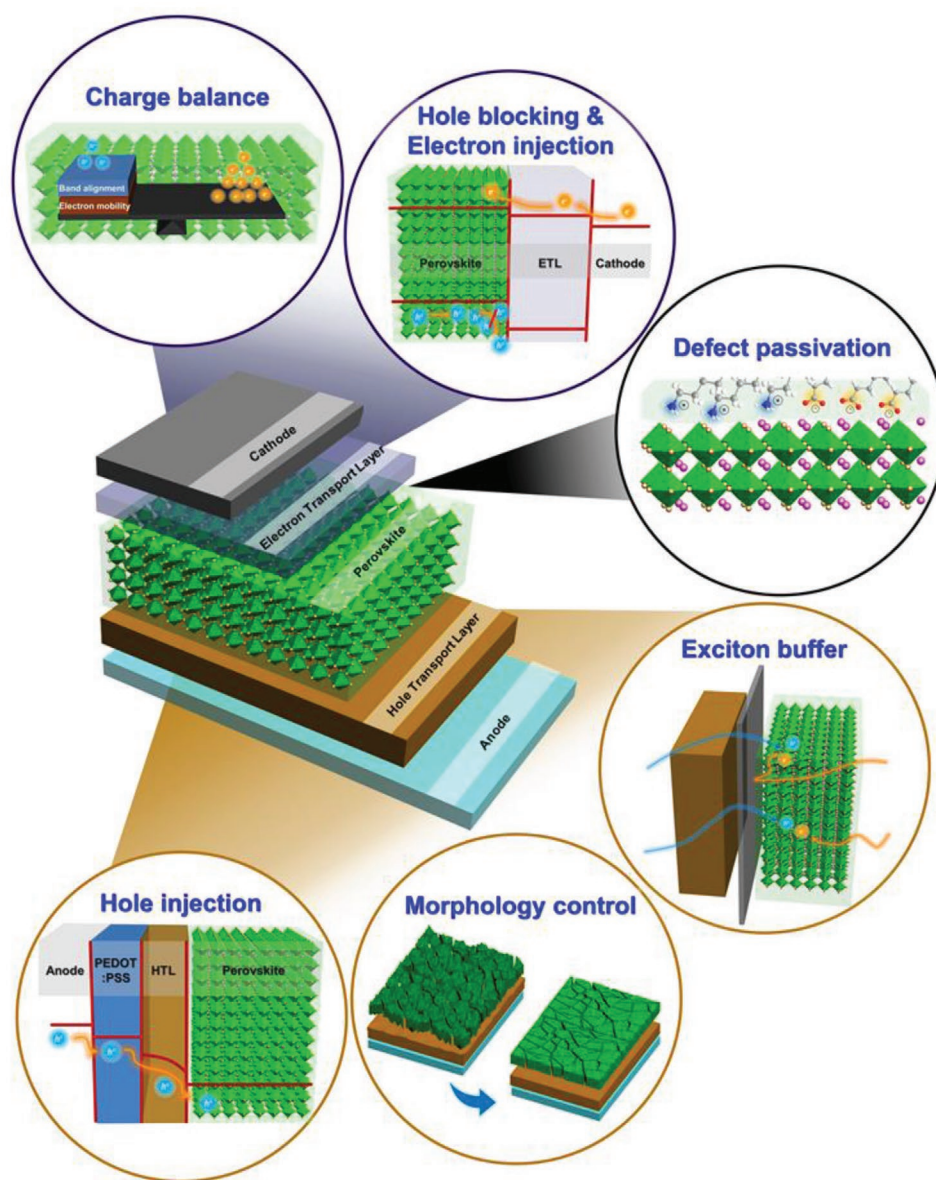 Charge balance
Band alignment
Electron mobility
Hole blocking &
Electron injection
Perovskite
ETL
Cathode
Defect passivation
Cathode
Electron Transport Layer
Perovskite
Hole Transport Layer
Anode
Exciton buffer
Hole injection
Anode
PEDOT
:PSS
HTL
Perovskite
Morphology control